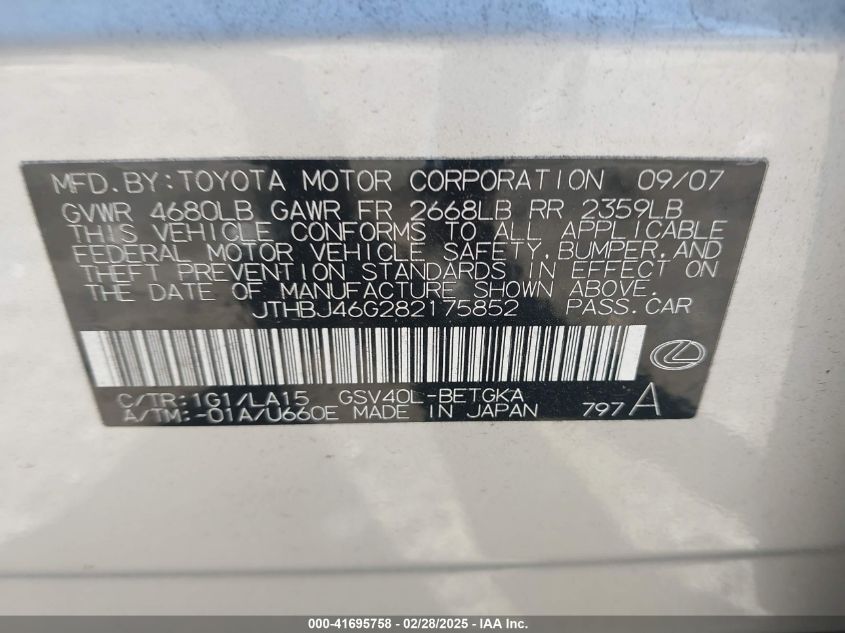 MFD.BY:TOYOTA MOTOR CORPORATION 09/07
GVWR 4680LB GAWR FR 2668LB RR 2359LB
THIS VEHICLE CONFORMS TO ALL APPLICABLE
FEDERAL MOTOR VEHICLE SAFETY,BUMPER,AND
THEFT PREVENTION STANDARDS IN EFFECT ON
THE DATE OF MANUFACTURE SHOWN ABOVE.
JTHBJ46G282175852 PASS.CAR
C/TR:1G1/LA15 GSV40L-BETGKA
A/TM:-01A/U660E MADE IN JAPAN 797A
000-41695758 - 02/28/2025 - IAA Inc.